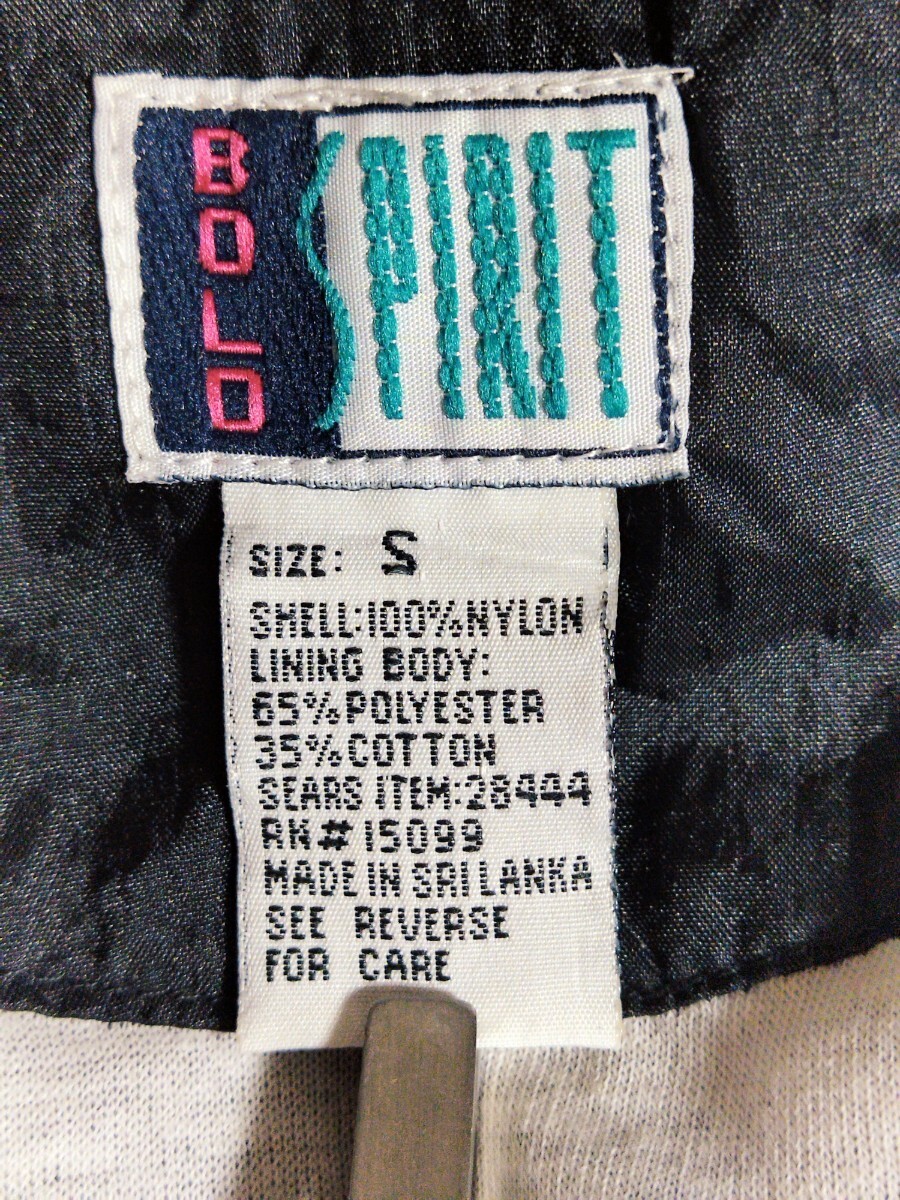 BOLD
SPIRIT
SIZE: S
SHELL:100%NYLON
LINING BODY:
65%POLYESTER
35%COTTON
SEARS ITEM:28444
RN#15099
MADE IN SRI LANKA
SEE REVERSE
FOR CARE